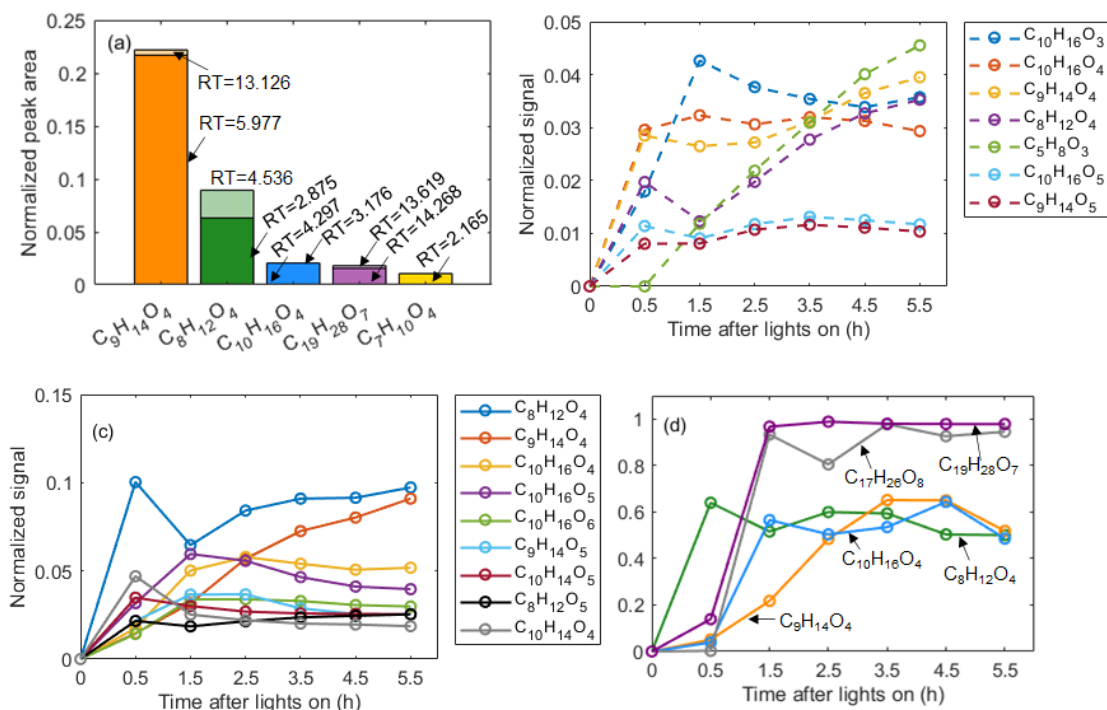 (a)
Normalized peak area
0.25
0.2
0.15
0.1
0.05
0
RT=13.126
RT=5.977
RT=4.536
RT=2.875
RT=4.297
RT=3.176
RT=13.619
RT=14.268
RT=2.165
C₉H₁₄O₄
C₈H₁₂O₄
C₁₀H₁₆O₄
C₁₉H₂₈O₇
C₇H₁₀O₄
Normalized signal
0.05
0.04
0.03
0.02
0.01
0
0 0.5 1.5 2.5 3.5 4.5 5.5
Time after lights on (h)
C₁₀H₁₆O₃
C₁₀H₁₆O₄
C₉H₁₄O₄
C₈H₁₂O₄
C₅H₈O₃
C₁₀H₁₆O₅
C₉H₁₄O₅
(c)
Normalized signal
0.15
0.1
0.05
0
0 0.5 1.5 2.5 3.5 4.5 5.5
Time after lights on (h)
C₈H₁₂O₄
C₉H₁₄O₄
C₁₀H₁₆O₄
C₁₀H₁₆O₅
C₁₀H₁₆O₆
C₉H₁₄O₅
C₁₀H₁₄O₅
C₈H₁₂O₅
C₁₀H₁₄O₄
(d)
1
0.8
0.6
0.4
0.2
0
C₁₉H₂₈O₇
C₁₇H₂₆O₈
C₁₀H₁₆O₄
C₈H₁₂O₄
C₉H₁₄O₄
0 0.5 1.5 2.5 3.5 4.5 5.5
Time after lights on (h)